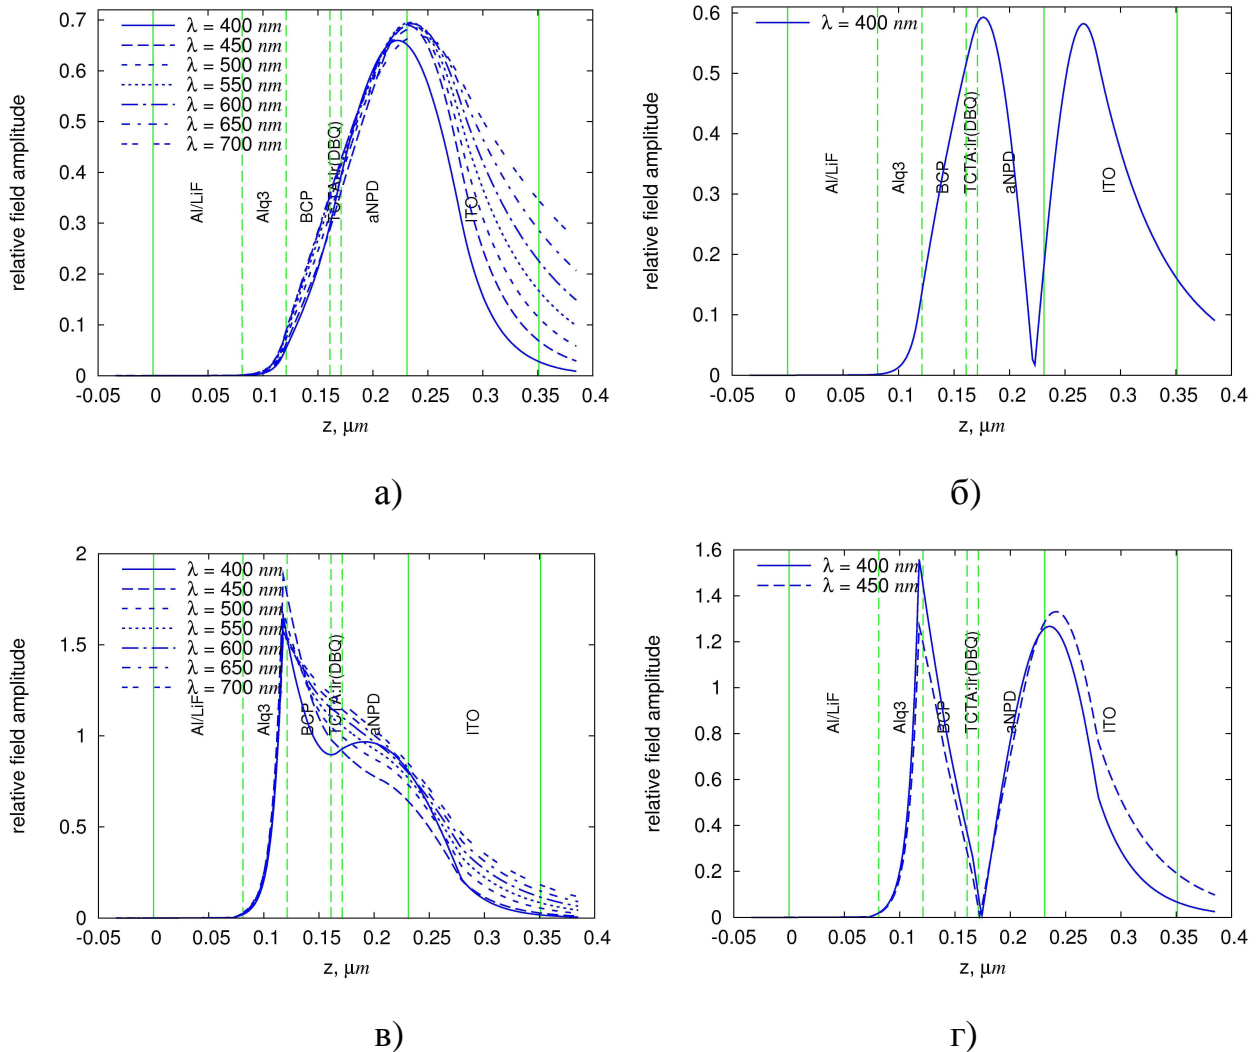 relative field amplitude
0.7
0.6
0.5
0.4
0.3
0.2
0.1
0
λ = 400 nm
λ = 450 nm
λ = 500 nm
λ = 550 nm
λ = 600 nm
λ = 650 nm
λ = 700 nm
Al/LiF
Alq3
BCP
TCTA:Ir(DBQ)
aNPD
ITO
-0.05 0 0.05 0.1 0.15 0.2 0.25 0.3 0.35 0.4
z, μm
а)
relative field amplitude
0.6
0.5
0.4
0.3
0.2
0.1
0
λ = 400 nm
Al/LiF
Alq3
BCP
TCTA:Ir(DBQ)
aNPD
ITO
-0.05 0 0.05 0.1 0.15 0.2 0.25 0.3 0.35 0.4
z, μm
б)
relative field amplitude
2
1.5
1
0.5
0
λ = 400 nm
λ = 450 nm
λ = 500 nm
λ = 550 nm
λ = 600 nm
λ = 650 nm
λ = 700 nm
Al/LiF
Alq3
BCP
TCTA:Ir(DBQ)
aNPD
ITO
-0.05 0 0.05 0.1 0.15 0.2 0.25 0.3 0.35 0.4
z, μm
в)
relative field amplitude
1.6
1.4
1.2
1
0.8
0.6
0.4
0.2
0
λ = 400 nm
λ = 450 nm
Al/LiF
Alq3
BCP
TCTA:Ir(DBQ)
aNPD
ITO
-0.05 0 0.05 0.1 0.15 0.2 0.25 0.3 0.35 0.4
z, μm
г)